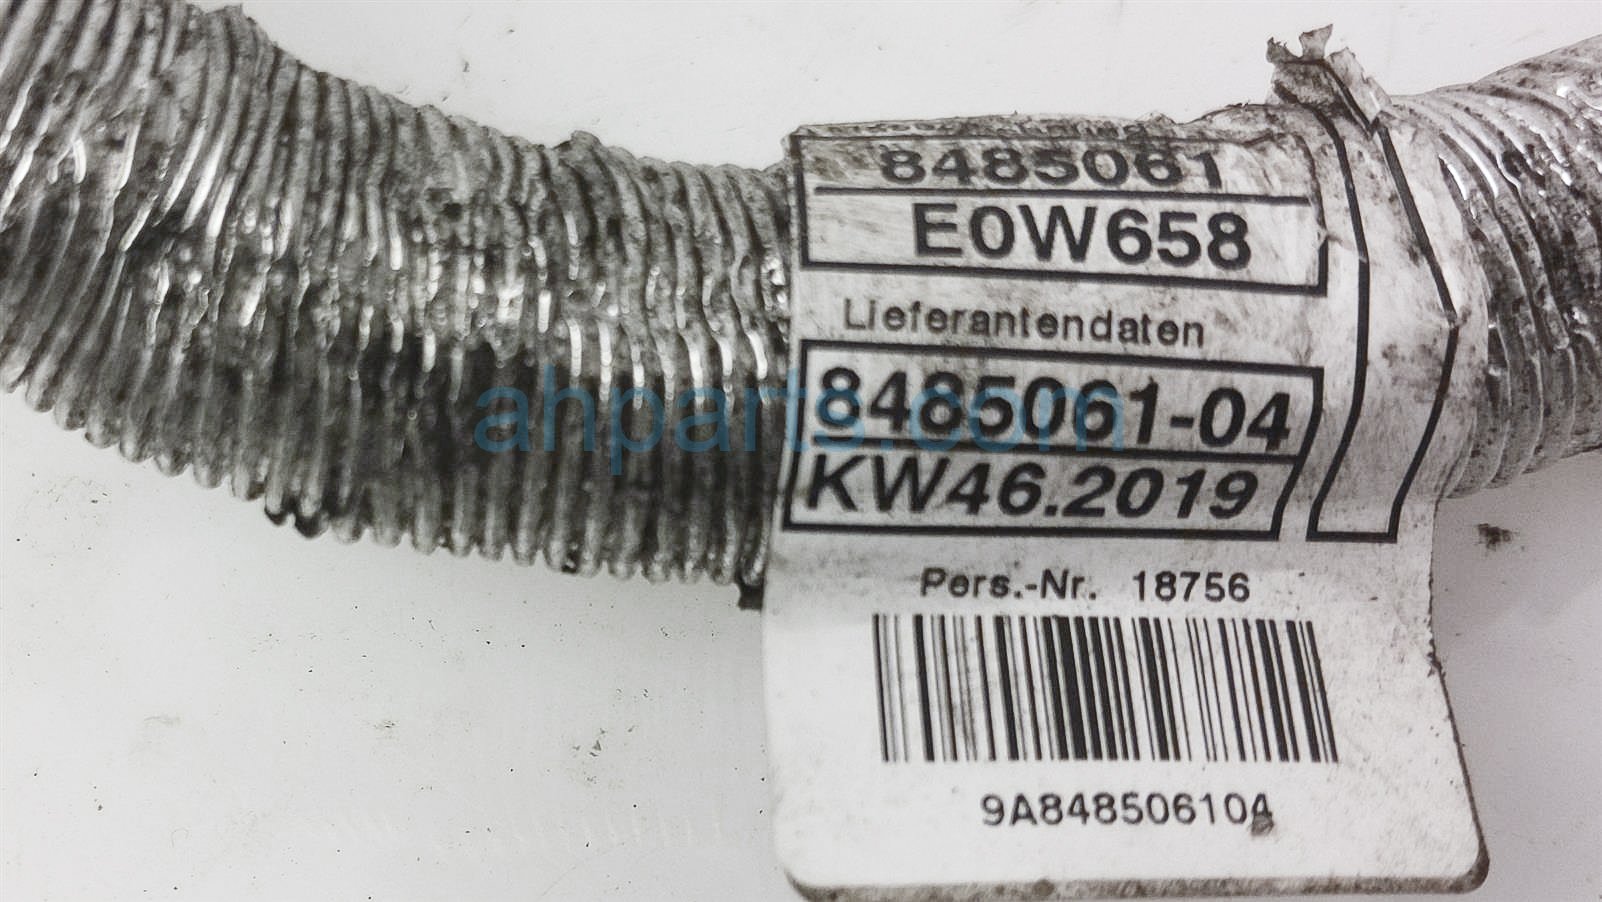 8485061
E0W658
Lieferantendaten
8485061-04
KW46.2019
Pers.-Nr. 18756
9A848506104
ahparts.com